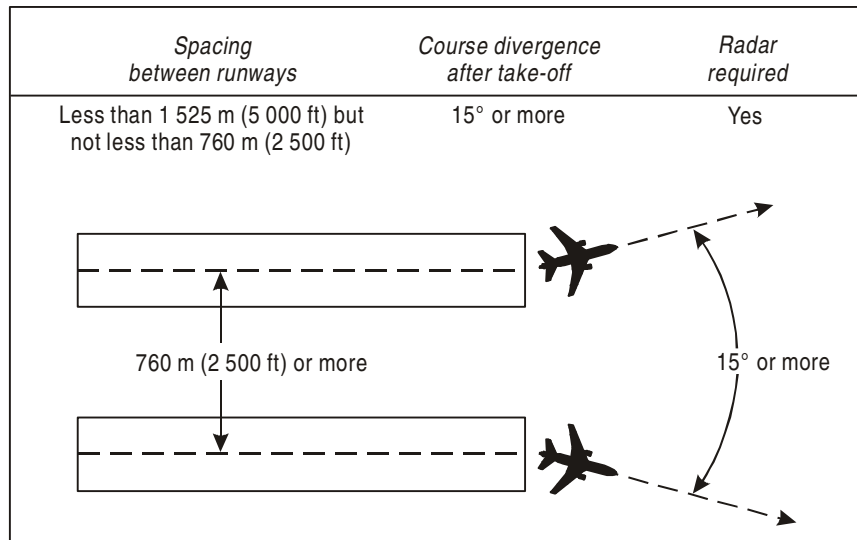 Spacing
between runways
Course divergence
after take-off
Radar
required
Less than 1 525 m (5 000 ft) but
not less than 760 m (2 500 ft)
15° or more
Yes
760 m (2 500 ft) or more
15° or more